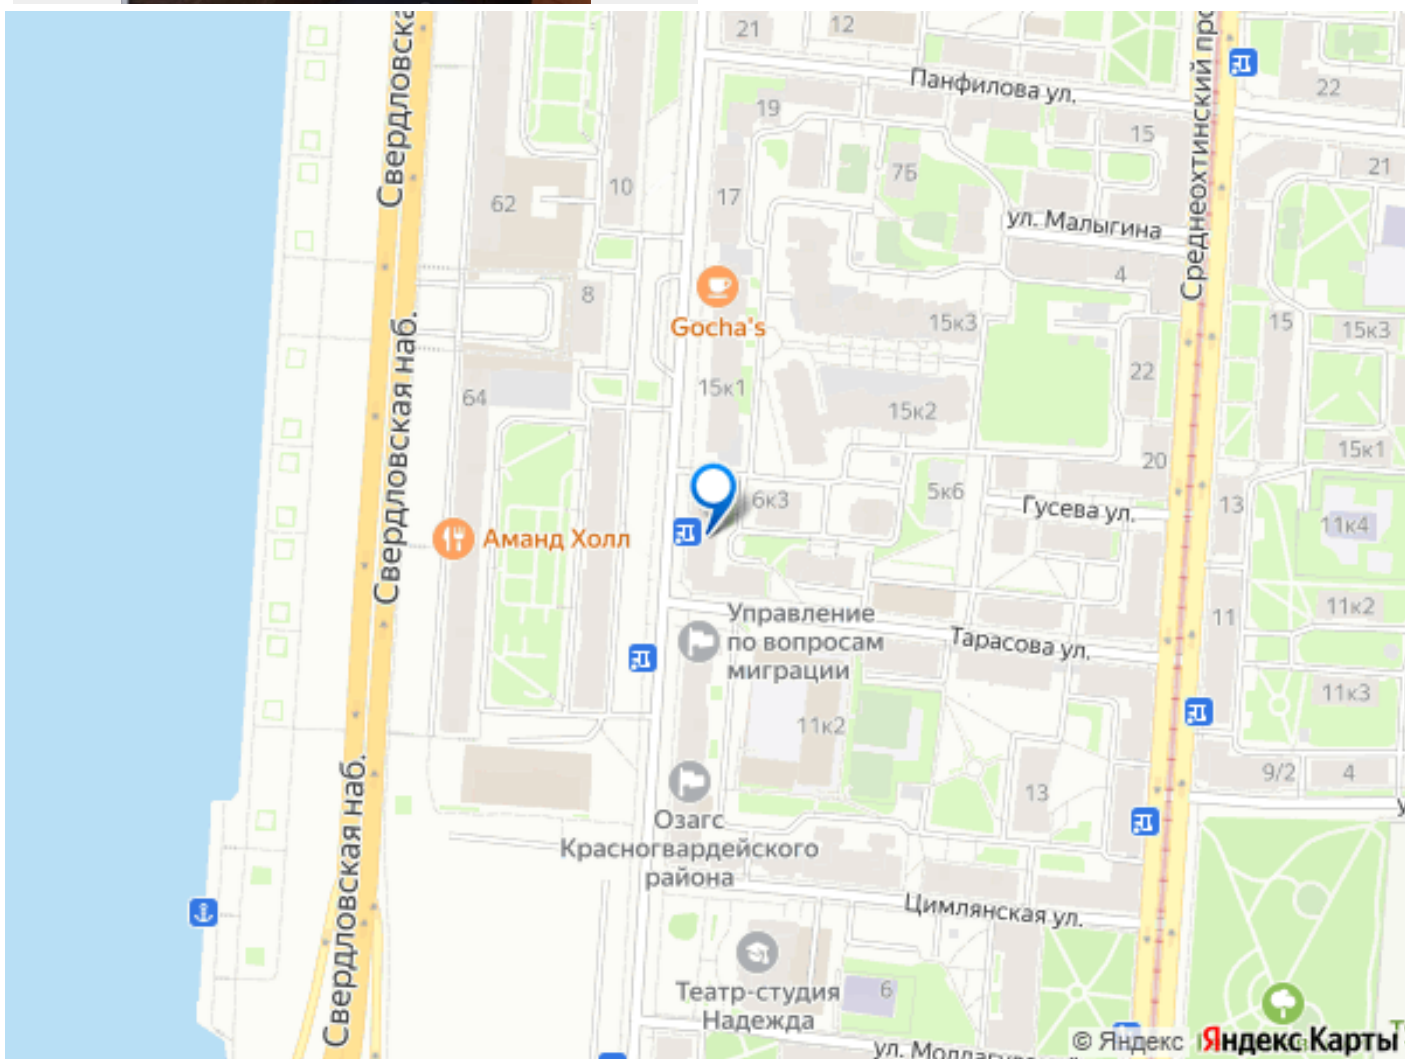 Свердловска
21
12
Среднеохтинский про
Панфилова ул.
22
19
15
21
7Б
10
17
62
ул. Малыгина
4
8
Gocha's
15к3
15
15к3
Свердловская наб.
64
15к1
22
15к2
15к1
20
6к3
5к6
Гусева ул.
13
11к4
Аманд Холл
Управление
по вопросам
миграции
Тарасова ул.
11
11к2
11к3
11к2
9/2
4
13
Свердловская наб.
Озагс
Красногвардейского
района
Цимлянская ул.
Театр-студия
Надежда
6
© Яндекс
Яндекс Карты